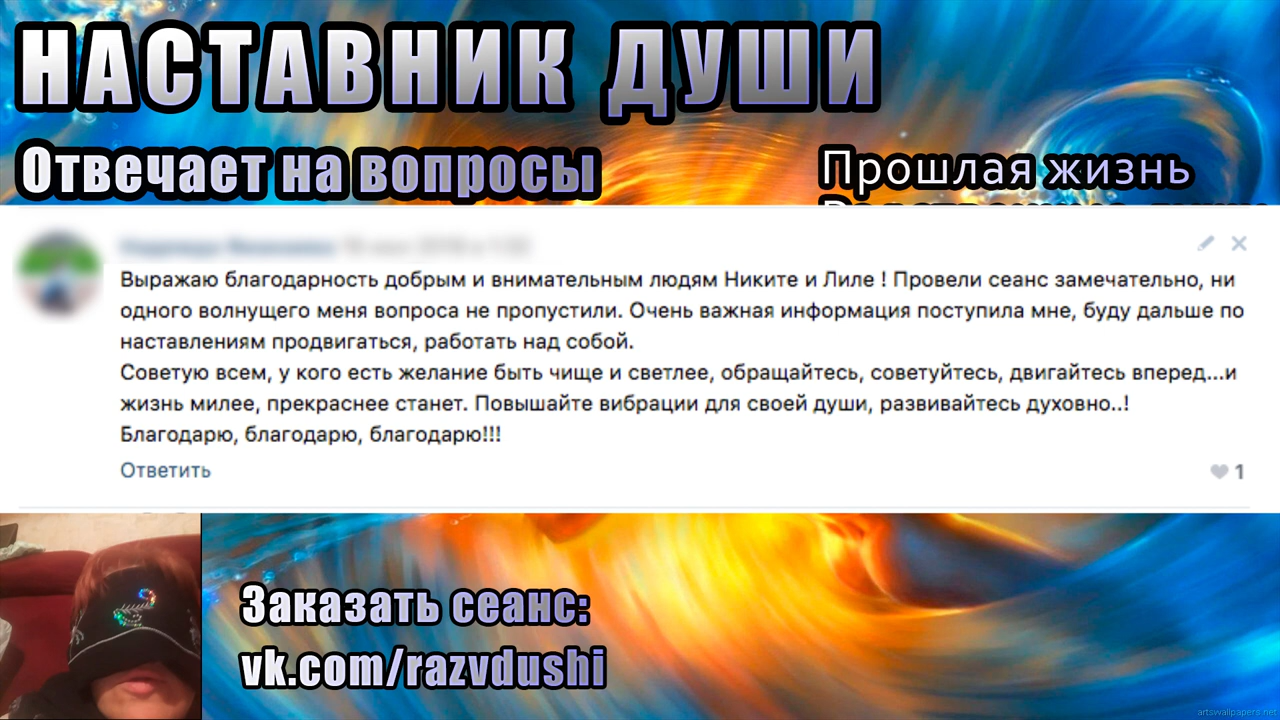 НАСТАВНИК ДУШИ
Отвечает на вопросы
Прошлая жизнь
Выражаю благодарность добрым и внимательным людям Никите и Лиле ! Провели сеанс замечательно, ни
одного волнущего меня вопроса не пропустили. Очень важная информация поступила мне, буду дальше по
наставлениям продвигаться, работать над собой.
Советую всем, у кого есть желание быть чище и светлее, обращайтесь, советуйтесь, двигайтесь вперед...и
жизнь милее, прекраснее станет. Повышайте вибрации для своей души, развивайтесь духовно..!
Благодарю, благодарю, благодарю!!!
Ответить
1
Заказать сеанс:
vk.com/razvdushi
artswallpapers.net